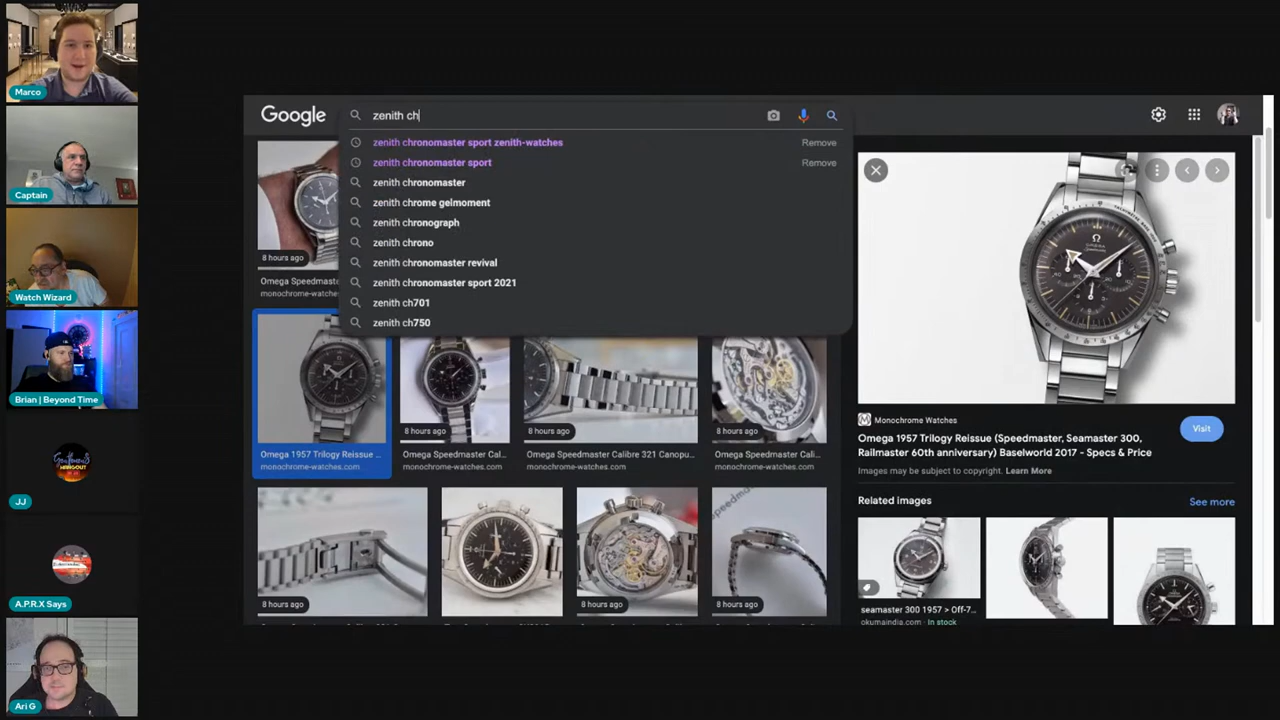 Marco
Captain
Watch Wizard
Brian | Beyond Time
JJ
A.P.R.X Says
Ari G
Google
zenith ch
zenith chronomaster sport zenith-watches
Remove
zenith chronomaster sport
Remove
zenith chronomaster
zenith chrome gelmoment
zenith chronograph
zenith chrono
zenith chronomaster revival
zenith chronomaster sport 2021
zenith ch701
zenith ch750
8 hours ago
Omega Speedmaste
monochrome-watches.
Omega 1957 Trilogy Reissue ...
monochrome-watches.com
8 hours ago
Omega Speedmaster Cal...
monochrome-watches.com
8 hours ago
Omega Speedmaster Calibre 321 Canopu...
monochrome-watches.com
8 hours ago
Omega Speedmaster Cali...
monochrome-watches.com
8 hours ago
8 hours ago
8 hours ago
8 hours ago
OMEGA
Monochrome Watches
Visit
Omega 1957 Trilogy Reissue (Speedmaster, Seamaster 300,
Railmaster 60th anniversary) Baselworld 2017 - Specs & Price
Images may be subject to copyright. Learn More
Related images
See more
seamaster 300 1957 > Off-7...
okumaindia.com - In stock